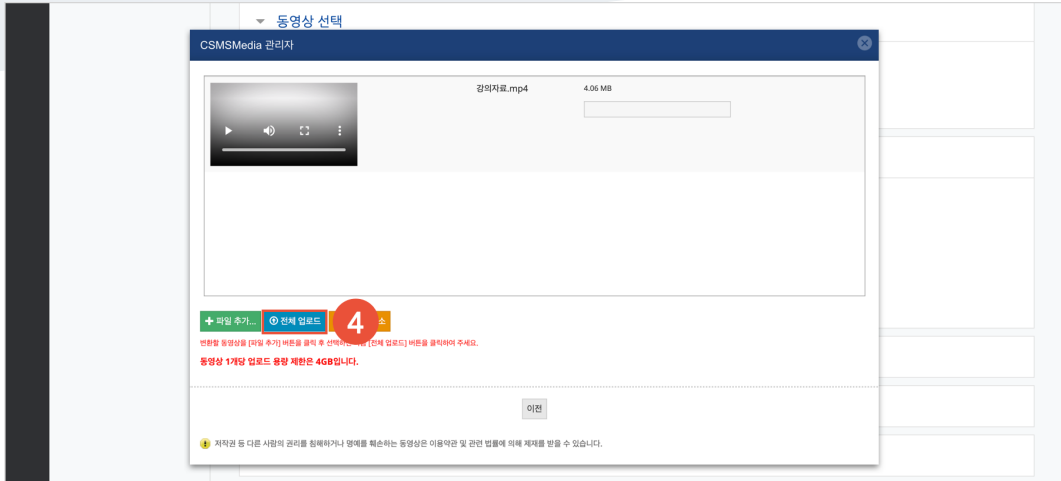 동영상 선택
CSMSMedia 관리자
강의자료.mp4 4.06 MB
파일 추가... 전체 업로드 4 소
변환할 동영상을 [파일 추가] 버튼을 클릭 후 선택하 [전체 업로드] 버튼을 클릭하여 주세요.
동영상 1개당 업로드 용량 제한은 4GB입니다.
이전
저작권 등 다른 사람의 권리를 침해하거나 명예를 훼손하는 동영상은 이용약관 및 관련 법률에 의해 제재를 받을 수 있습니다.